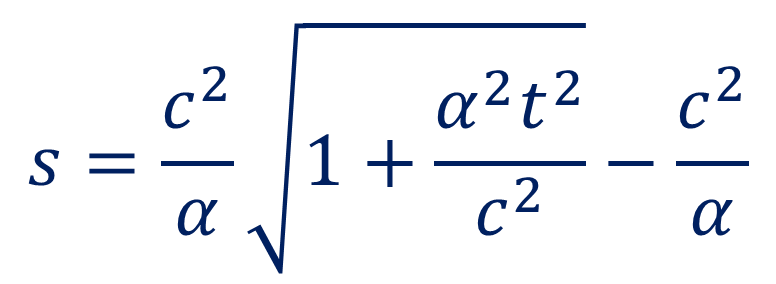 s = c²/α √(1 + α²t²/c²) − c²/α